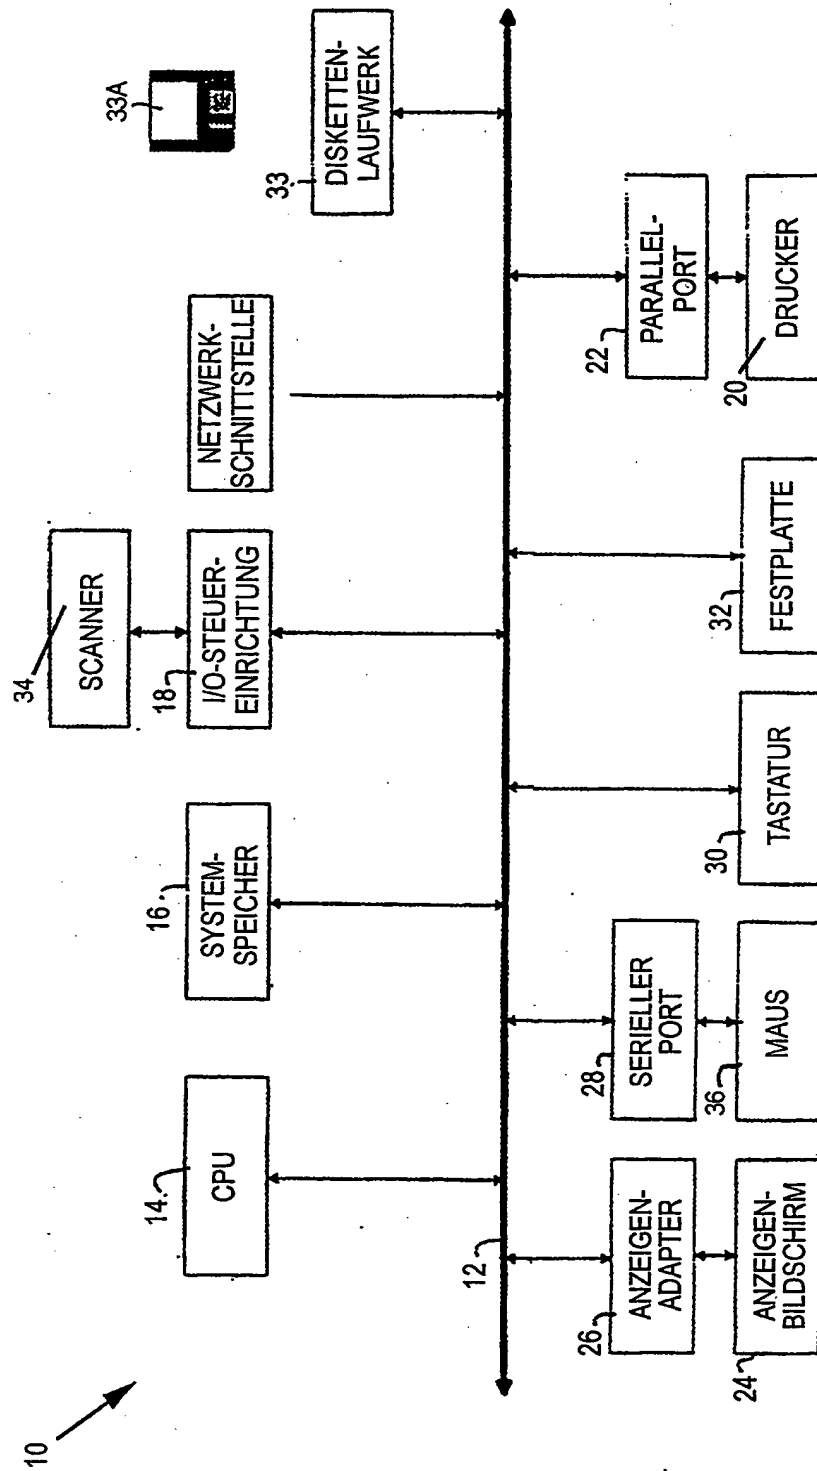 10
14
CPU
16
SYSTEM-
SPEICHER
34
SCANNER
18
I/O-STEUER-
EINRICHTUNG
NETZWERK-
SCHNITTSTELLE
33A
33
DISKETTEN-
LAUFWERK
12
26
ANZEIGEN-
ADAPTER
24
ANZEIGEN-
BILDSCHIRM
28
SERIELLER
PORT
36
MAUS
30
TASTATUR
32
FESTPLATTE
22
PARALLEL-
PORT
20
DRUCKER